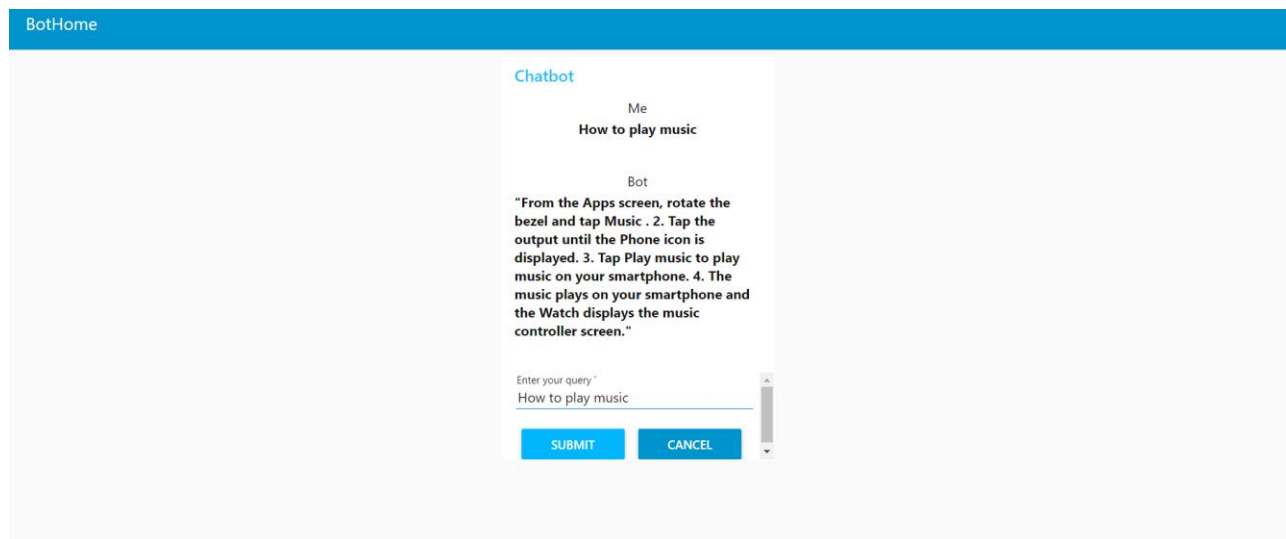 BotHome
Chatbot
Me
How to play music
Bot
"From the Apps screen, rotate the
bezel and tap Music . 2. Tap the
output until the Phone icon is
displayed. 3. Tap Play music to play
music on your smartphone. 4. The
music plays on your smartphone and
the Watch displays the music
controller screen."
Enter your query *
How to play music
SUBMIT CANCEL